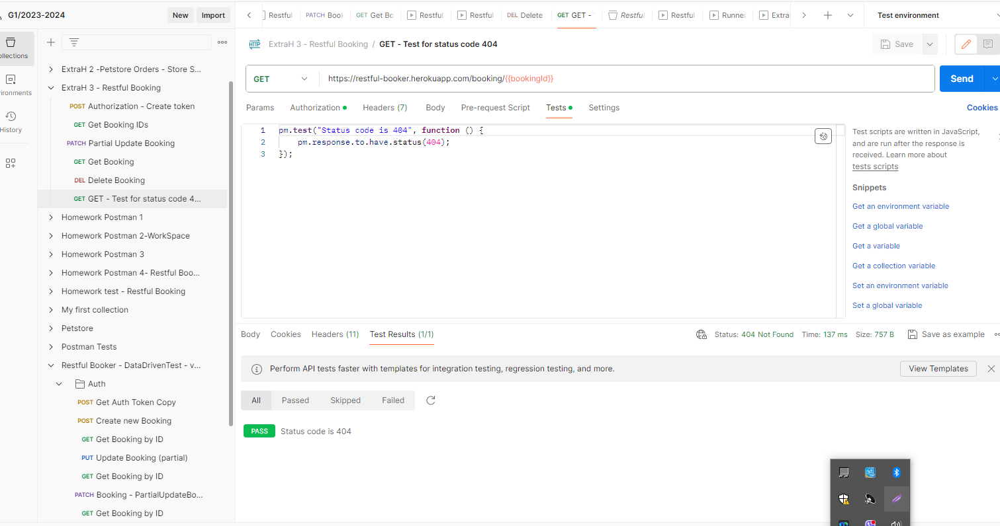 G1/2023-2024
New
Import
Restful
PATCH Book
GET Get Bo
Restful
Restful
DEL Delete
GET GET -
Restful
Restful
Runner
Extra
Test environment
ollections
ironments
History
ExtraH 2 -Petstore Orders - Store S...
ExtraH 3 - Restful Booking
POST Authorization - Create token
GET Get Booking IDs
PATCH Partial Update Booking
GET Get Booking
DEL Delete Booking
GET GET - Test for status code 4...
Homework Postman 1
Homework Postman 2-WorkSpace
Homework Postman 3
Homework Postman 4- Restful Boo...
Homework test - Restful Booking
My first collection
Petstore
Postman Tests
Restful Booker - DataDrivenTest - v...
Auth
POST Get Auth Token Copy
POST Create new Booking
GET Get Booking by ID
PUT Update Booking (partial)
GET Get Booking by ID
PATCH Booking - PartialUpdateBo...
GET Get Booking by ID
HTTP ExtraH 3 - Restful Booking / GET - Test for status code 404
Save
GET
https://restful-booker.herokuapp.com/booking/{{bookingId}}
Send
Params
Authorization
Headers (7)
Body
Pre-request Script
Tests
Settings
Cookies
1 pm.test("Status code is 404", function () {
2 pm.response.to.have.status(404);
3 });
Test scripts are written in JavaScript,
and are run after the response is
received. Learn more about
tests scripts
Snippets
Get an environment variable
Get a global variable
Get a variable
Get a collection variable
Set an environment variable
Set a global variable
Body
Cookies
Headers (11)
Test Results (1/1)
Status: 404 Not Found
Time: 137 ms
Size: 757 B
Save as example
Perform API tests faster with templates for integration testing, regression testing, and more.
View Templates
All
Passed
Skipped
Failed
PASS Status code is 404